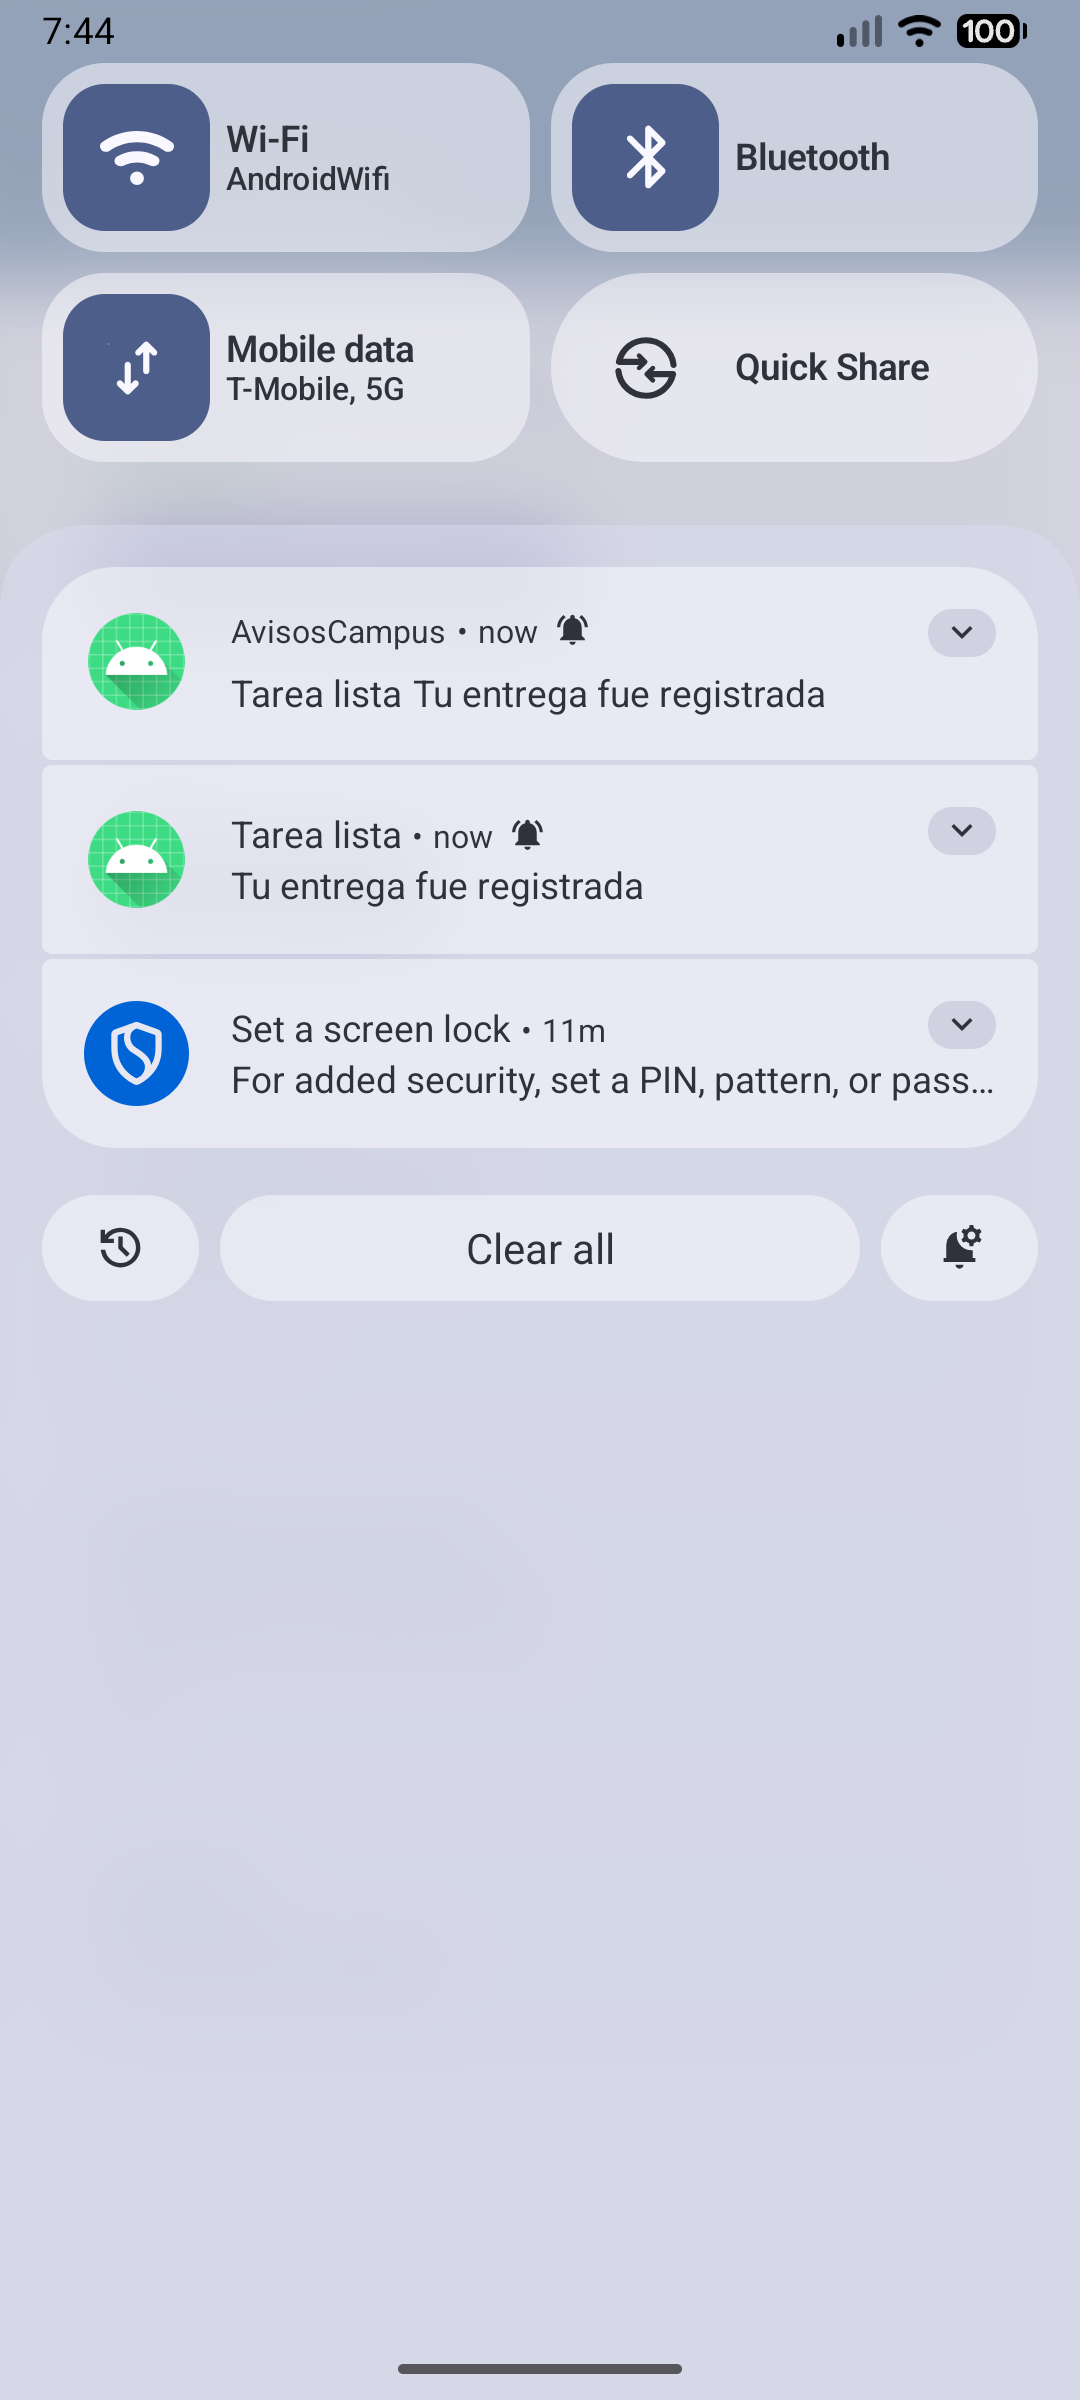 7:44
100
Wi-Fi
AndroidWifi
Bluetooth
Mobile data
T-Mobile, 5G
Quick Share
AvisosCampus • now
Tarea lista Tu entrega fue registrada
Tarea lista • now
Tu entrega fue registrada
Set a screen lock • 11m
For added security, set a PIN, pattern, or pass…
Clear all